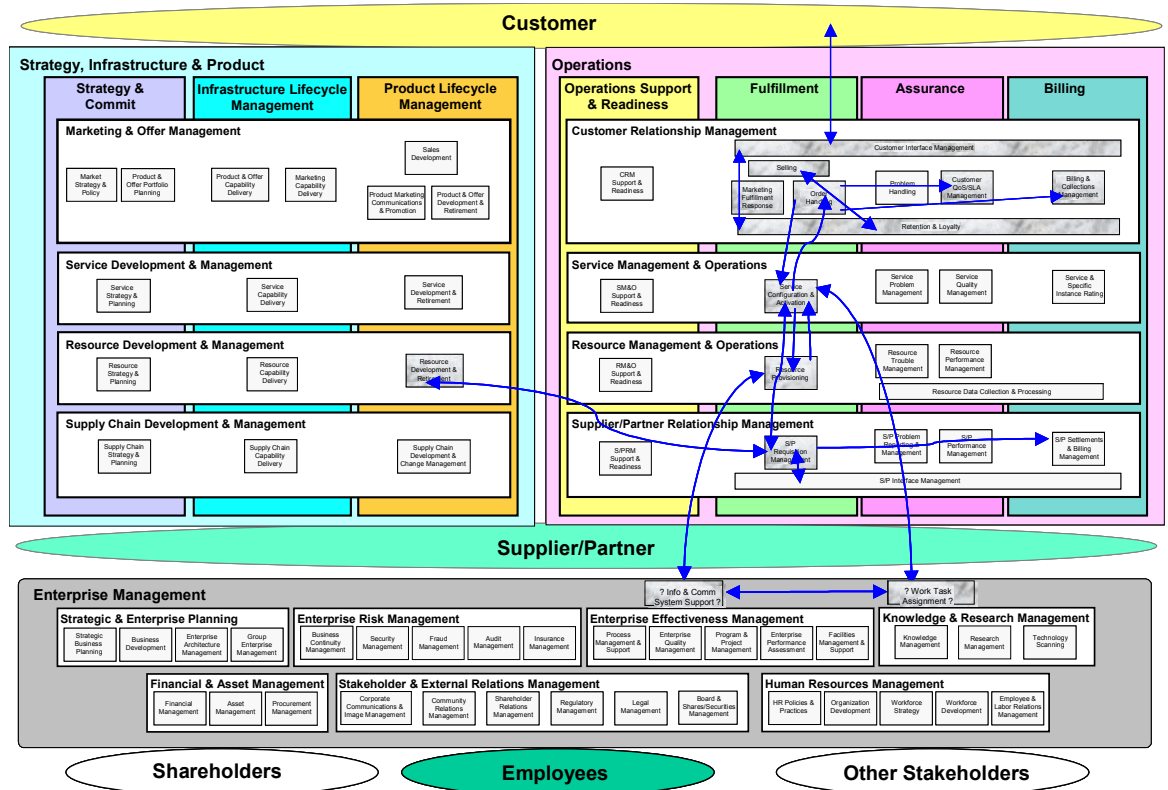 Customer
Strategy, Infrastructure & Product
Operations
Strategy &
Commit
Infrastructure Lifecycle
Management
Product Lifecycle
Management
Operations Support
& Readiness
Fulfillment
Assurance
Billing
Marketing & Offer Management
Sales
Development
Market
Strategy &
Policy
Product &
Offer Portfolio
Planning
Product & Offer
Capability
Delivery
Marketing
Capability
Delivery
Product Marketing
Communications
& Promotion
Product & Offer
Development &
Retirement
Customer Relationship Management
Customer Interface Management
Selling
CRM
Support &
Readiness
Marketing
Fulfillment
Response
Order
Handling
Problem
Handling
Customer
QoS/SLA
Management
Billing &
Collections
Management
Retention & Loyalty
Service Development & Management
Service
Strategy &
Planning
Service
Capability
Delivery
Service
Development &
Retirement
Service Management & Operations
SM&O
Support &
Readiness
Service
Configuration &
Activation
Service
Problem
Management
Service
Quality
Management
Service &
Specific
Instance Rating
Resource Development & Management
Resource
Strategy &
Planning
Resource
Capability
Delivery
Resource
Development &
Retirement
Resource Management & Operations
RM&O
Support &
Readiness
Resource
Provisioning
Resource
Trouble
Management
Resource
Performance
Management
Resource Data Collection & Processing
Supply Chain Development & Management
Supply Chain
Strategy &
Planning
Supply Chain
Capability
Delivery
Supply Chain
Development &
Change Management
Supplier/Partner Relationship Management
S/PRM
Support &
Readiness
S/P
Requisition
Management
S/P Problem
Reporting &
Management
S/P
Performance
Management
S/P Settlements
& Billing
Management
S/P Interface Management
Supplier/Partner
Enterprise Management
? Info & Comm
System Support ?
? Work Task
Assignment ?
Strategic & Enterprise Planning
Strategic
Business
Planning
Business
Development
Enterprise
Architecture
Management
Group
Enterprise
Management
Enterprise Risk Management
Business
Continuity
Management
Security
Management
Fraud
Management
Audit
Management
Insurance
Management
Enterprise Effectiveness Management
Process
Management &
Support
Enterprise
Quality
Management
Program &
Project
Management
Enterprise
Performance
Assessment
Facilities
Management &
Support
Knowledge & Research Management
Knowledge
Management
Research
Management
Technology
Scanning
Financial & Asset Management
Financial
Management
Asset
Management
Procurement
Management
Stakeholder & External Relations Management
Corporate
Communications &
Image Management
Community
Relations
Management
Shareholder
Relations
Management
Regulatory
Management
Legal
Management
Board &
Shares/Securities
Management
Human Resources Management
HR Policies &
Practices
Organization
Development
Workforce
Strategy
Workforce
Development
Employee &
Labor Relations
Management
Shareholders
Employees
Other Stakeholders